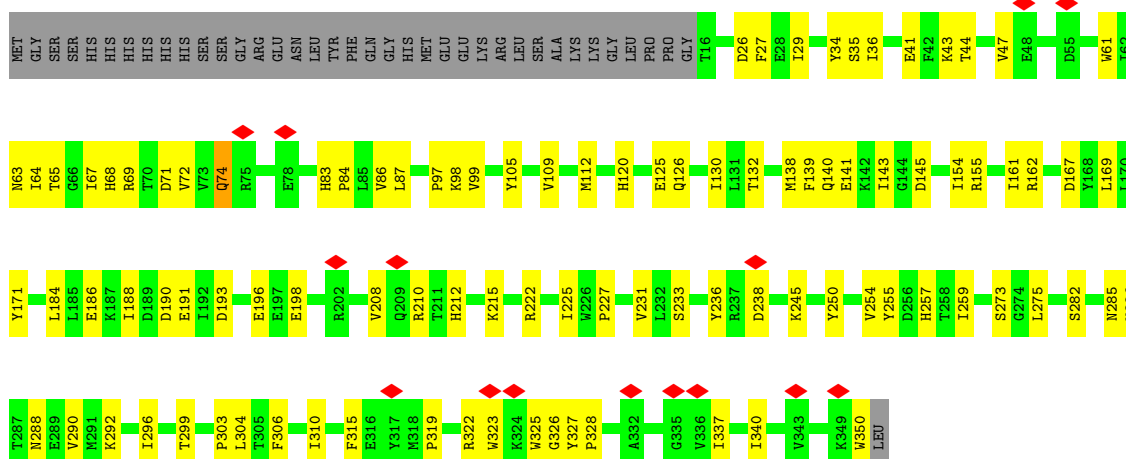 MET GLY SER SER HIS HIS HIS HIS HIS HIS SER SER GLY ARG GLU ASN LEU TYR PHE GLN GLY HIS MET GLU GLU LYS ARG LEU SER ALA LYS LYS GLY LEU PRO PRO GLY T16 D26 F27 E28 I29 Y34 S35 I36 E41 F42 K43 T44 V47 E48 D55 W61 I62
N63 I64 T65 G66 I67 H68 R69 T70 D71 V72 V73 Q74 R75 E78 H83 P84 L85 V86 L87 P97 K98 V99 Y105 V109 M112 H120 E125 Q126 I130 L131 T132 M138 F139 Q140 E141 K142 I143 G144 D145 I154 R155 I161 R162 D167 Y168 L169 L170
Y171 L184 L185 E186 K187 I188 D189 D190 E191 I192 D193 E196 E197 E198 R202 V208 Q209 R210 T211 H212 K215 R222 I225 W226 P227 V231 L232 S233 Y236 R237 D238 K245 Y250 V254 Y255 D256 H257 T258 I259 S273 G274 L275 S282 N285
T287 N288 E289 V290 M291 K292 I296 T299 P303 L304 T305 F306 I310 F315 E316 Y317 M318 P319 R322 W323 K324 W325 G326 Y327 P328 A332 G335 V336 I337 I340 V343 K349 W350 LEU